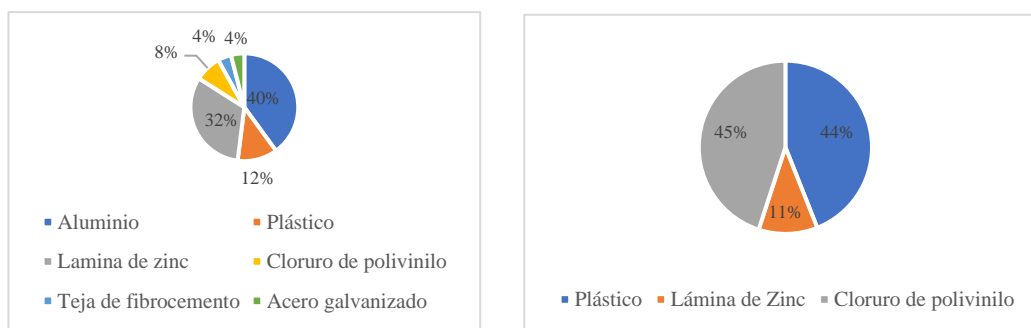 4% 4%
8%
40%
32%
12%
Aluminio Plástico
Lamina de zinc Cloruro de polivinilo
Teja de fibrocemento Acero galvanizado
45% 44%
11%
Plástico Lámina de Zinc Cloruro de polivinilo